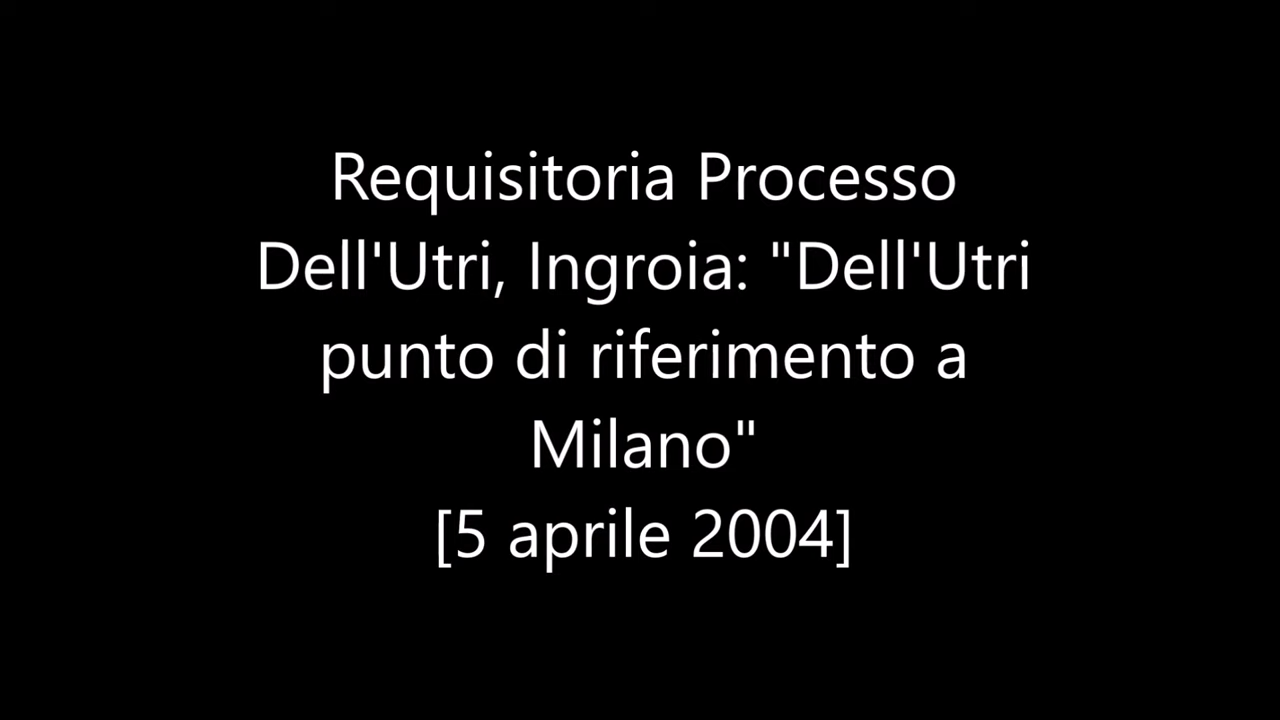 Requisitoria Processo
Dell'Utri, Ingroia: "Dell'Utri
punto di riferimento a
Milano"
[5 aprile 2004]